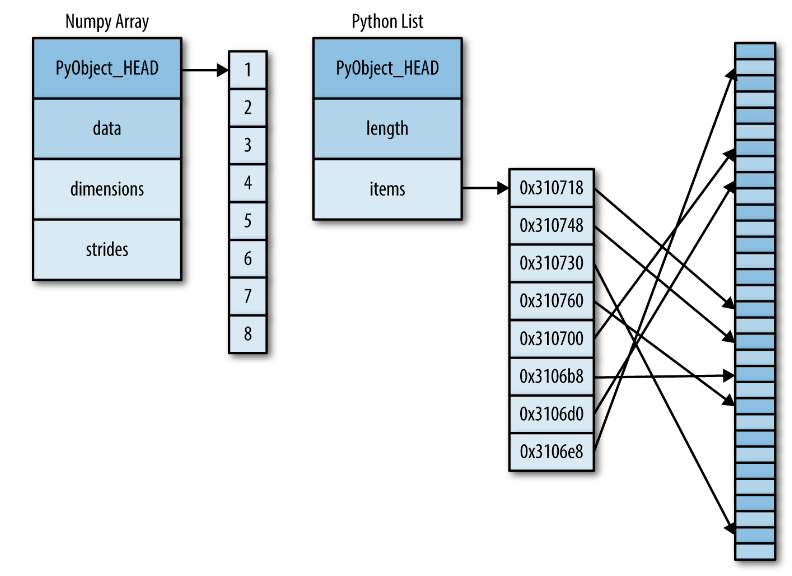 Numpy Array
PyObject_HEAD
data
dimensions
strides
1
2
3
4
5
6
7
8
Python List
PyObject_HEAD
length
items
0x310718
0x310748
0x310730
0x310760
0x310700
0x3106b8
0x3106d0
0x3106e8